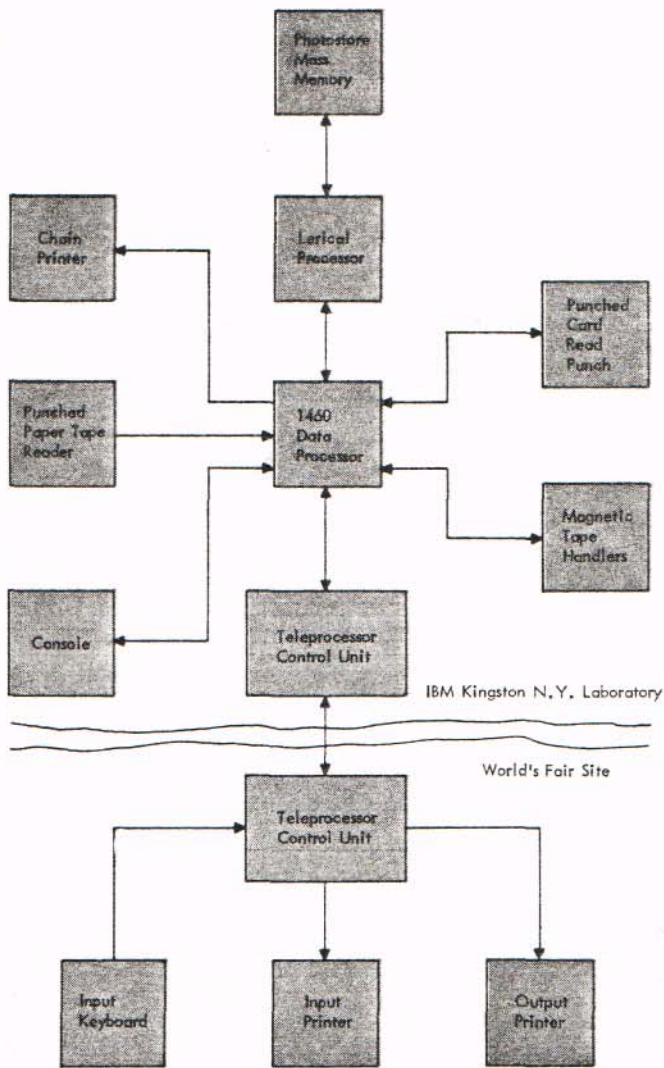 Photostore
Mass
Memory
Chain
Printer
Lexical
Processor
Punched
Card
Read
Punch
Punched
Paper Tape
Reader
1460
Data
Processor
Magnetic
Tape
Handlers
Console
Teleprocessor
Control Unit
IBM Kingston N.Y. Laboratory
World's Fair Site
Teleprocessor
Control Unit
Input
Keyboard
Input
Printer
Output
Printer